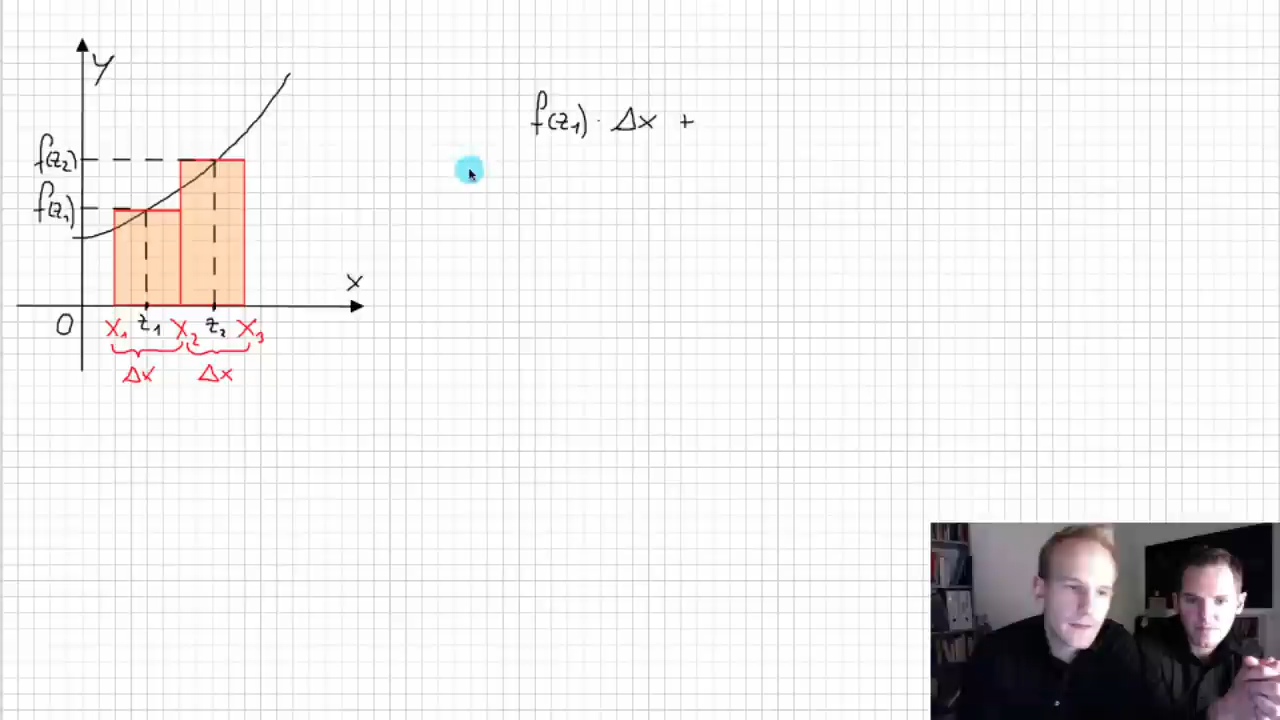 y
f(z₂)
f(z₁)
x
0
x₁ z₁ x₂ z₂ x₃
Δx Δx
f(z₁) · Δx +